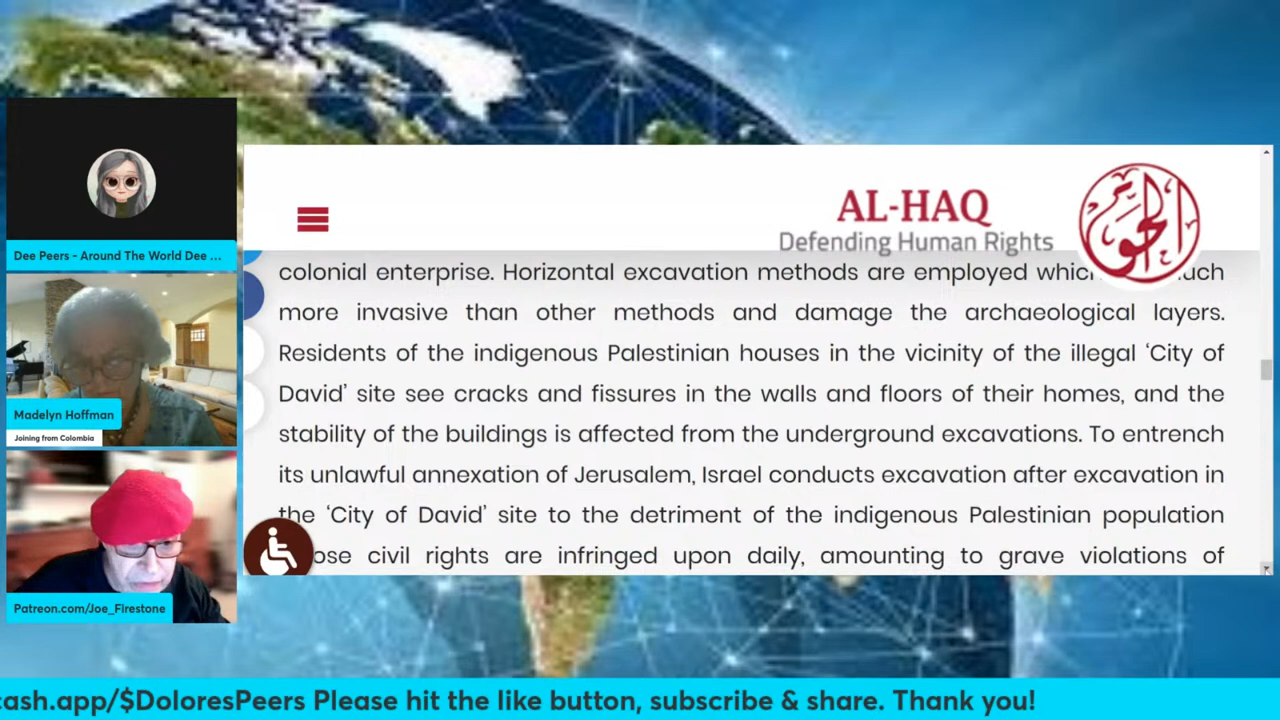 Dee Peers - Around The World Dee ...
Madelyn Hoffman
Joining from Colombia
Patreon.com/Joe_Firestone
AL-HAQ
Defending Human Rights
colonial enterprise. Horizontal excavation methods are employed
more invasive than other methods and damage the archaeological layers.
Residents of the indigenous Palestinian houses in the vicinity of the illegal ‘City of
David’ site see cracks and fissures in the walls and floors of their homes, and the
stability of the buildings is affected from the underground excavations. To entrench
its unlawful annexation of Jerusalem, Israel conducts excavation after excavation in
the ‘City of David’ site to the detriment of the indigenous Palestinian population
civil rights are infringed upon daily, amounting to grave violations of
cash.app/$DoloresPeers Please hit the like button, subscribe & share. Thank you!